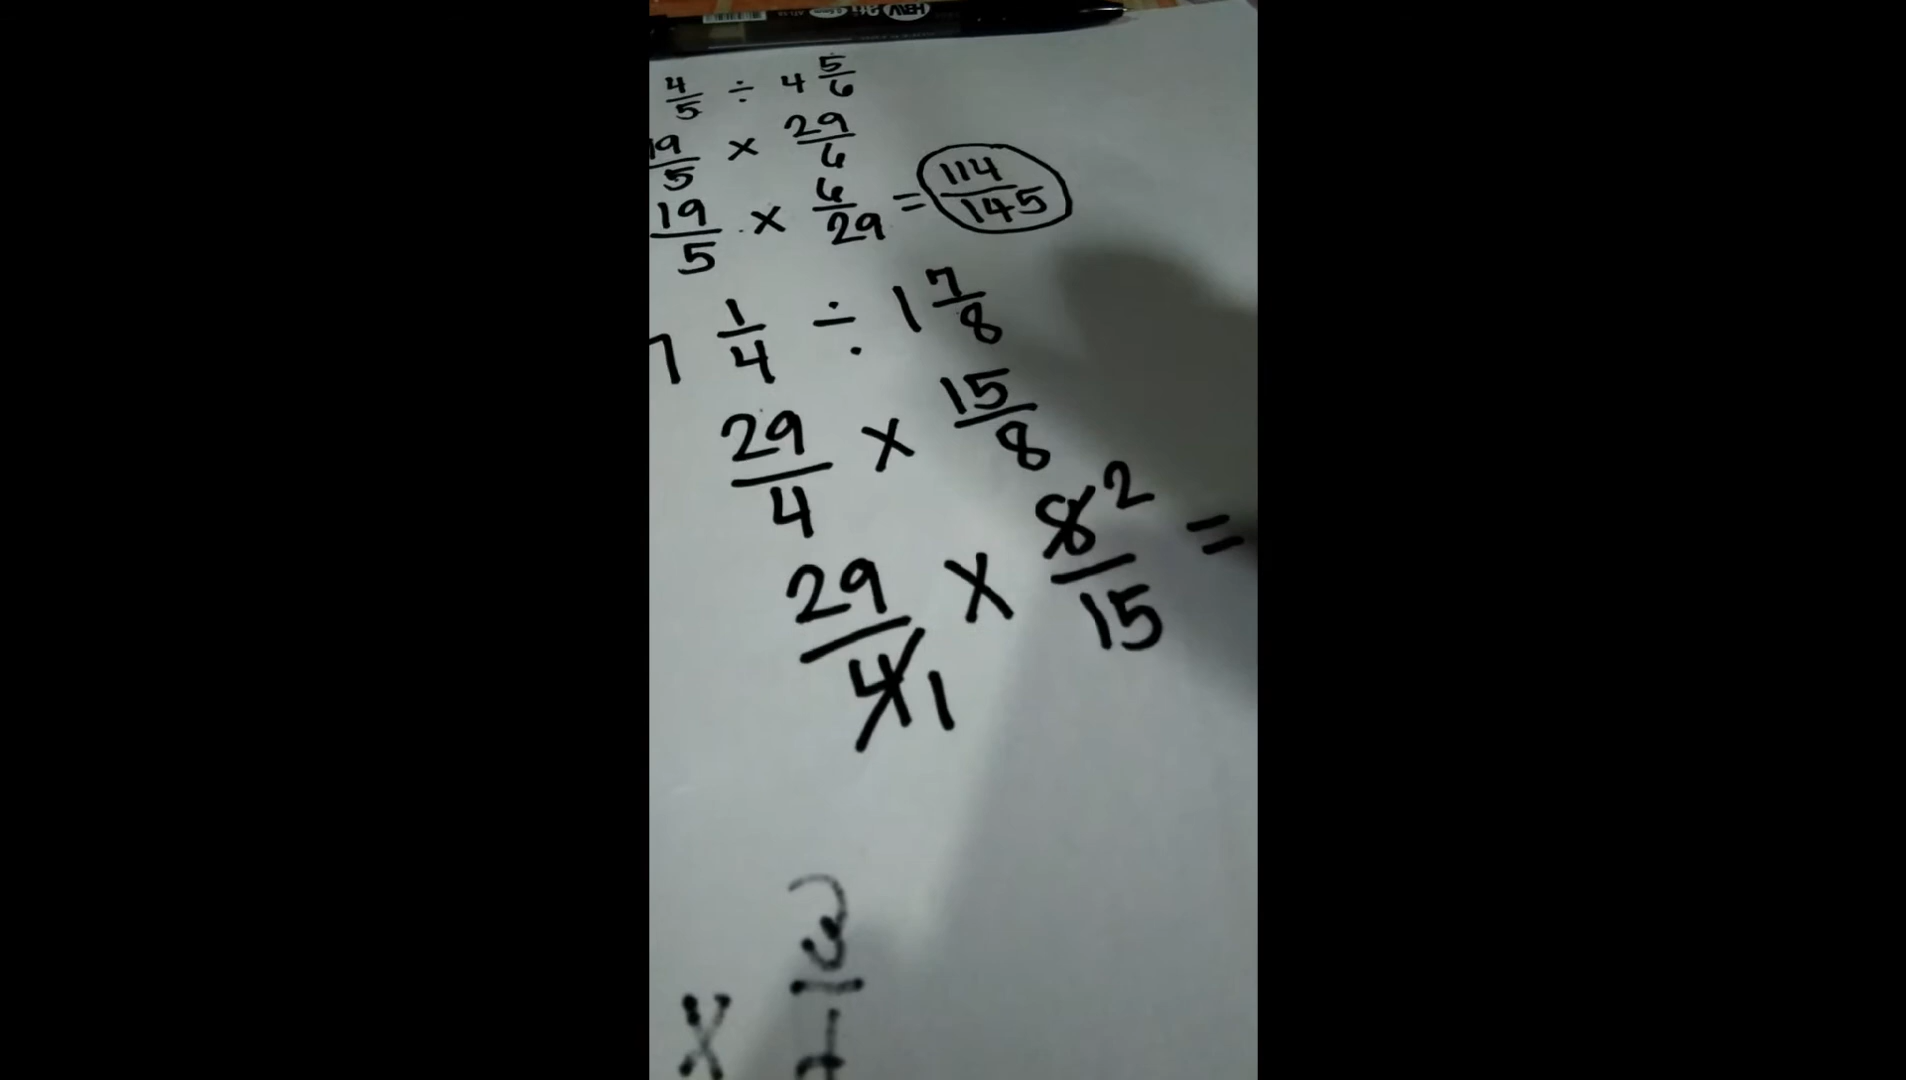 4/5 ÷ 4 5/6
19/5 × 29/6
19/5 × 6/29 = 114/145
7 1/4 ÷ 1 7/8
29/4 × 15/8
29/4 1 × 8 2/15 =